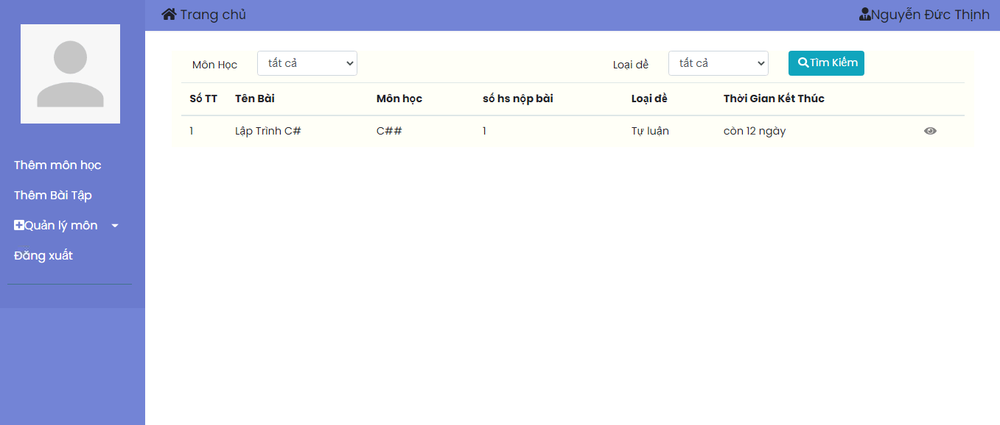 Trang chủ
Nguyễn Đức Thịnh
Môn Học tất cả Loại đề tất cả Tìm Kiếm
Số TT Tên Bài Môn học số hs nộp bài Loại đề Thời Gian Kết Thúc
1 Lập Trình C# C## 1 Tự luận còn 12 ngày
Thêm môn học
Thêm Bài Tập
Quản lý môn
Đăng xuất